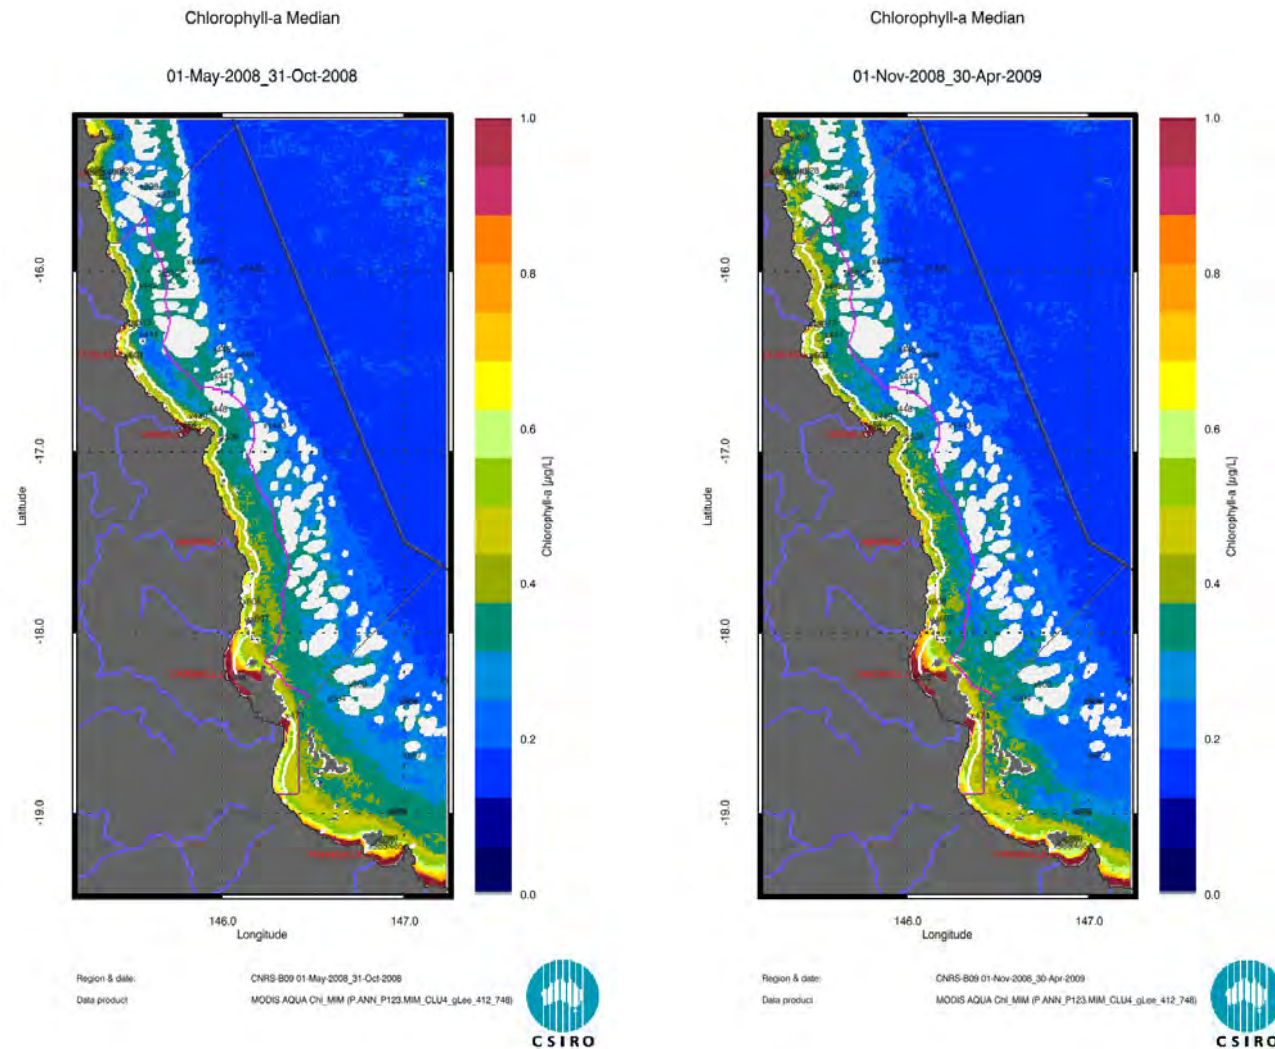 Chlorophyll-a Median
01-May-2008_31-Oct-2008
1.0
0.8
0.6
0.4
0.2
0.0
Chlorophyll-a [µg/L]
-16.0
-17.0
-18.0
-19.0
Latitude
146.0
147.0
Longitude
Region & date:
CNRS-B09 01-May-2008_31-Oct-2008
Data product
MODIS AQUA Chl_MIM (P.ANN_P123.MIM_CLU4_gLee_412_748)
CSIRO
Chlorophyll-a Median
01-Nov-2008_30-Apr-2009
1.0
0.8
0.6
0.4
0.2
0.0
Chlorophyll-a [µg/L]
-16.0
-17.0
-18.0
-19.0
Latitude
146.0
147.0
Longitude
Region & date:
CNRS-B09 01-Nov-2008_30-Apr-2009
Data product
MODIS AQUA Chl_MIM (P.ANN_P123.MIM_CLU4_gLee_412_748)
CSIRO